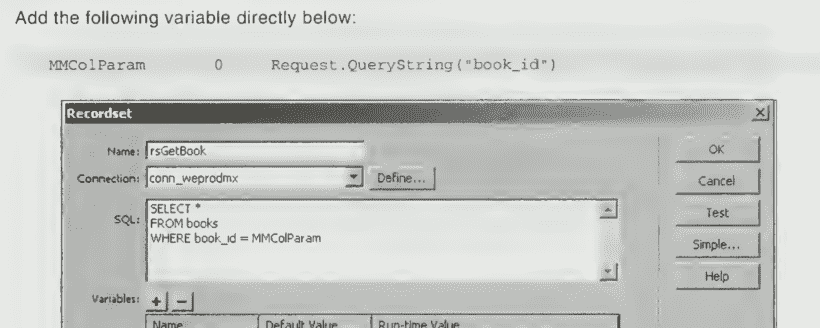 Add the following variable directly below:
MMColParam 0 Request.QueryString("book_id")
Recordset
Name: rsGetBook OK
Connection: conn_weprodmx Define... Cancel
SQL: SELECT * Test
FROM books
WHERE book_id = MMColParam Simple...
Help
Variables: + −
Name Default Value Run-time Value